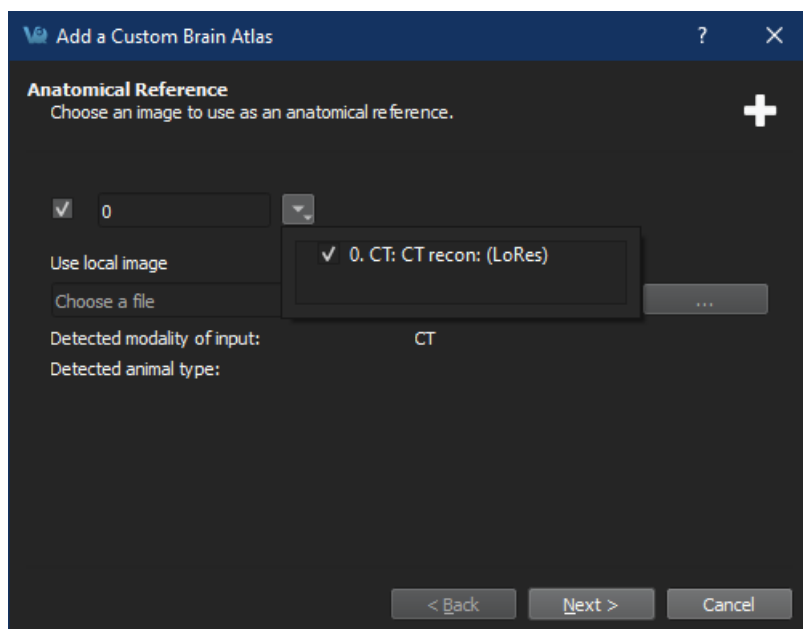 Add a Custom Brain Atlas
Anatomical Reference
Choose an image to use as an anatomical reference.
0
0. CT: CT recon: (LoRes)
Use local image
Choose a file
...
Detected modality of input: CT
Detected animal type:
< Back Next > Cancel